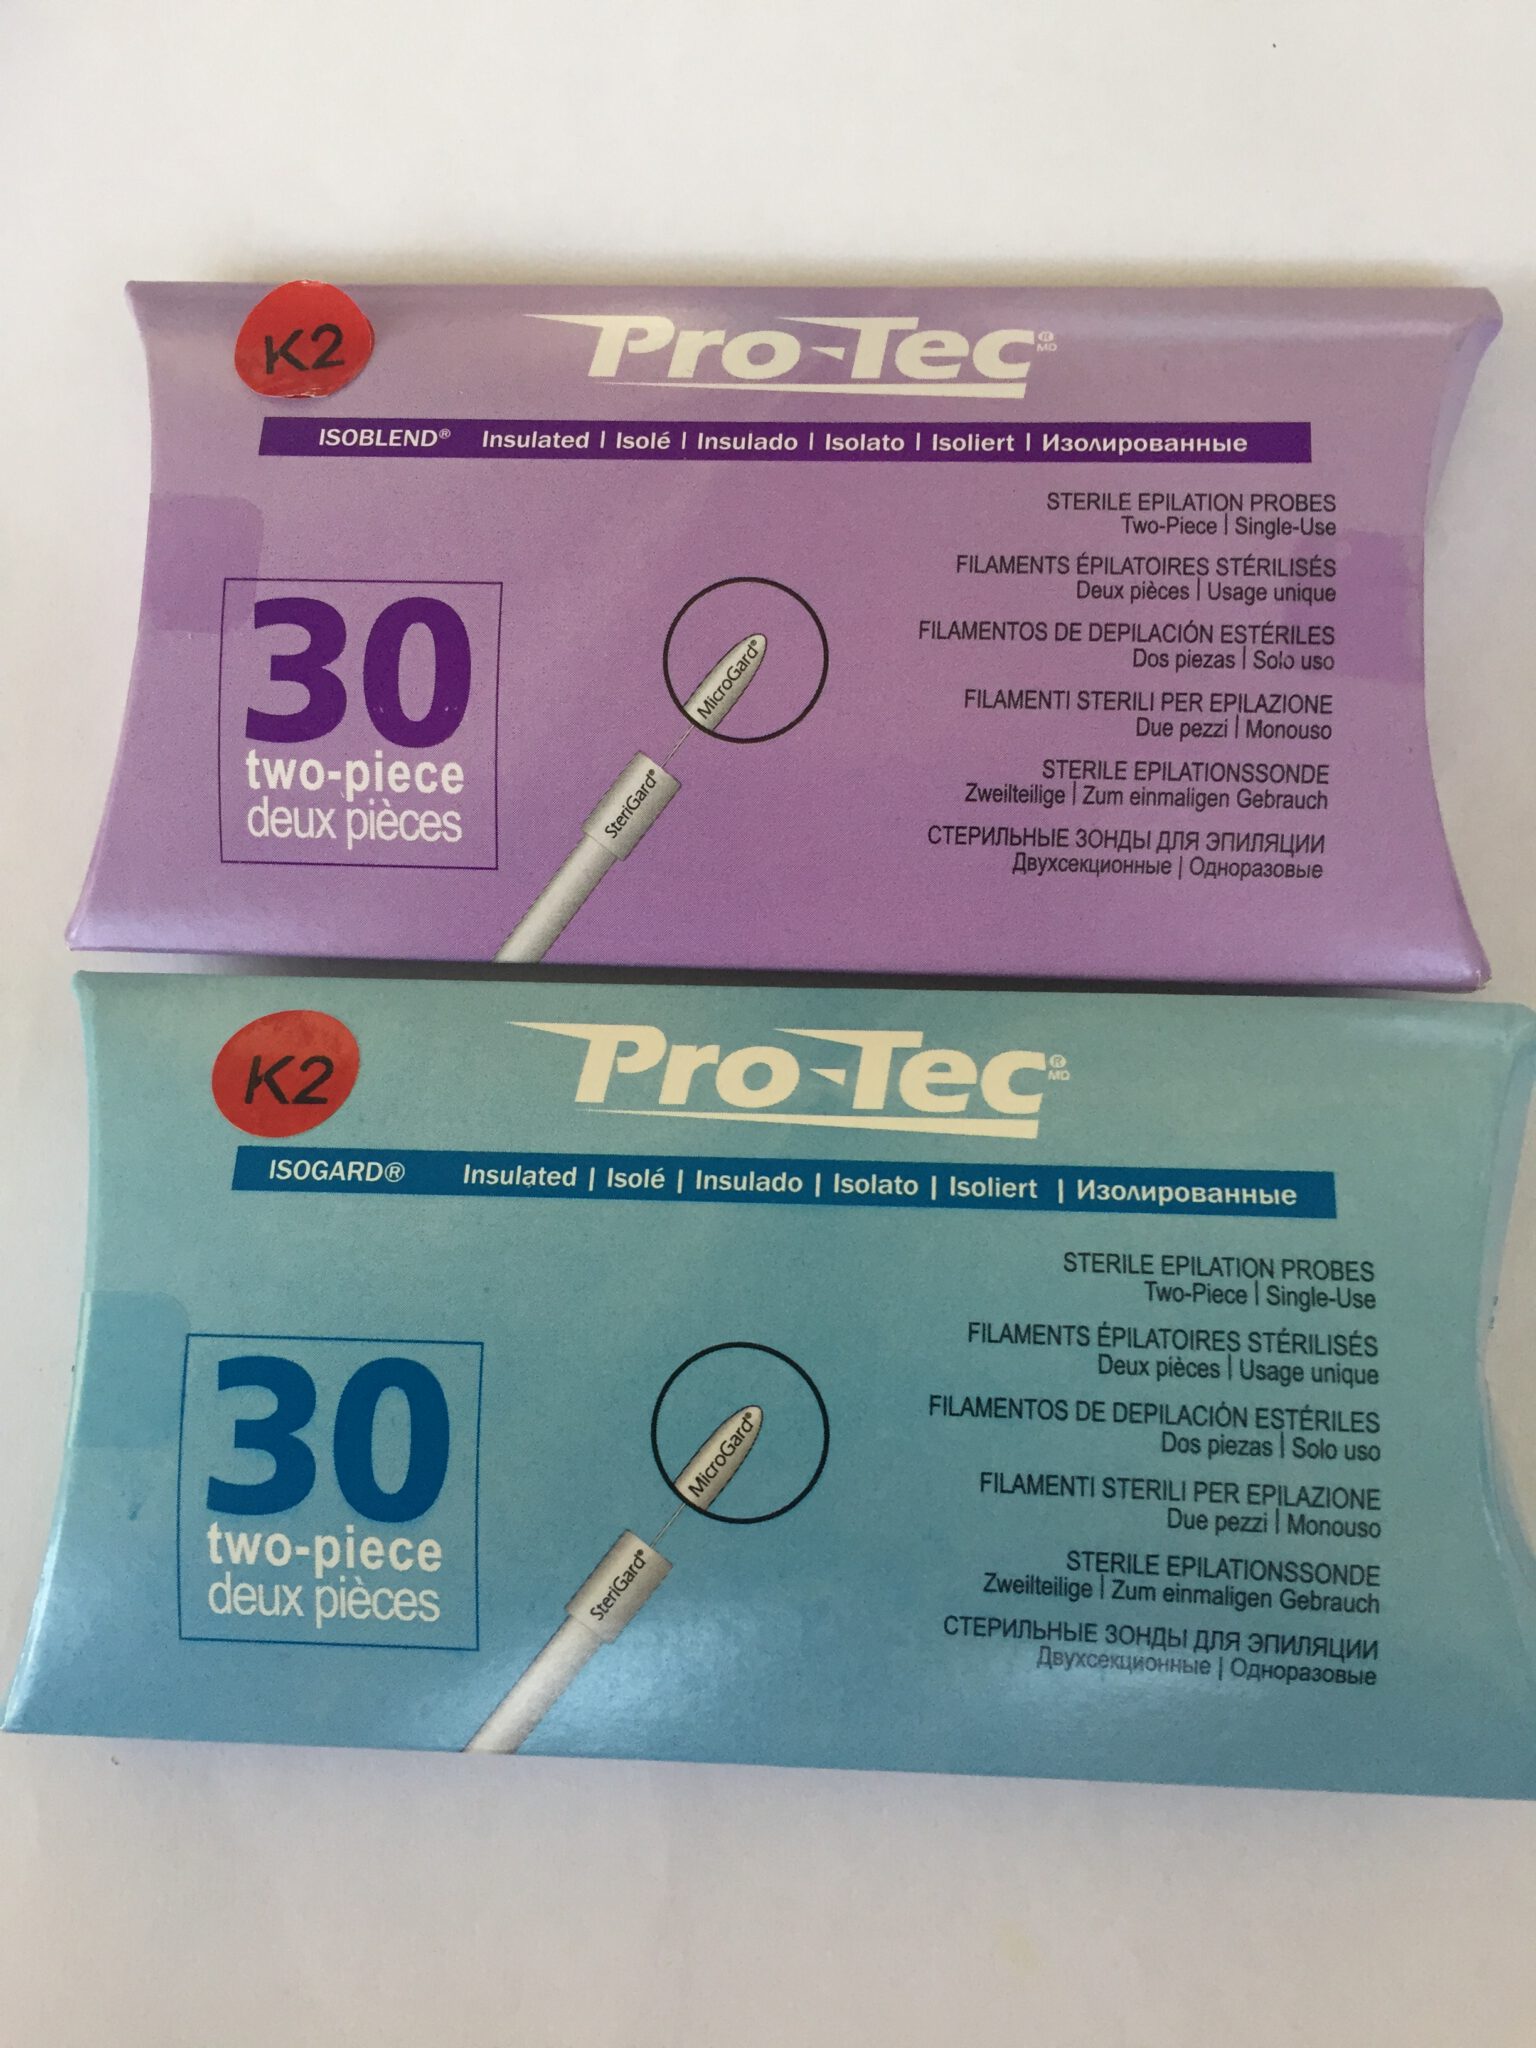 K2
Pro-Tec® MD
ISOBLEND® Insulated | Isolé | Insulado | Isolato | Isoliert | Изолированные
STERILE EPILATION PROBES
Two-Piece | Single-Use
FILAMENTS ÉPILATOIRES STÉRILISÉS
Deux pièces | Usage unique
FILAMENTOS DE DEPILACIÓN ESTÉRILES
Dos piezas | Solo uso
FILAMENTI STERILI PER EPILAZIONE
Due pezzi | Monouso
STERILE EPILATIONSSONDE
Zweilteilige | Zum einmaligen Gebrauch
СТЕРИЛЬНЫЕ ЗОНДЫ ДЛЯ ЭПИЛЯЦИИ
Двухсекционные | Одноразовые
30
two-piece
deux pièces
MicroGard®
SteriGard®
K2
Pro-Tec® MD
ISOGARD® Insulated | Isolé | Insulado | Isolato | Isoliert | Изолированные
STERILE EPILATION PROBES
Two-Piece | Single-Use
FILAMENTS ÉPILATOIRES STÉRILISÉS
Deux pièces | Usage unique
FILAMENTOS DE DEPILACIÓN ESTÉRILES
Dos piezas | Solo uso
FILAMENTI STERILI PER EPILAZIONE
Due pezzi | Monouso
STERILE EPILATIONSSONDE
Zweilteilige | Zum einmaligen Gebrauch
СТЕРИЛЬНЫЕ ЗОНДЫ ДЛЯ ЭПИЛЯЦИИ
Двухсекционные | Одноразовые
30
two-piece
deux pièces
MicroGard®
SteriGard®